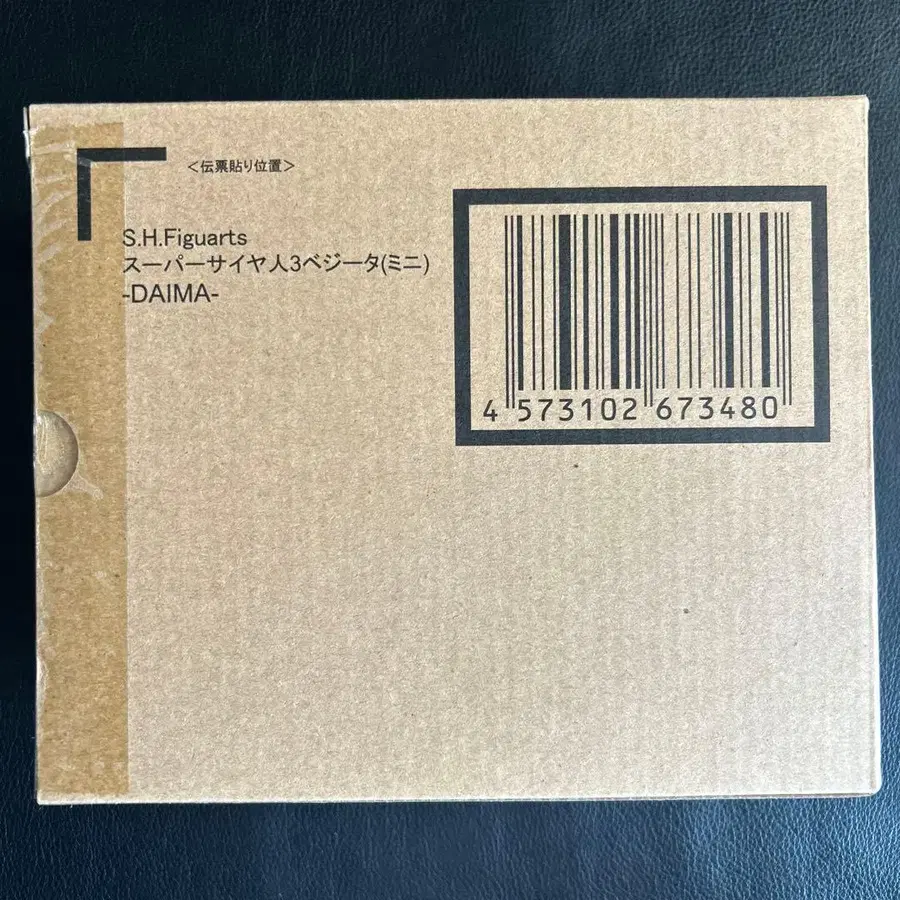 ＜伝票貼り位置＞
S.H.Figuarts
スーパーサイヤ人3ベジータ(ミニ)
-DAIMA-
4 573102 673480